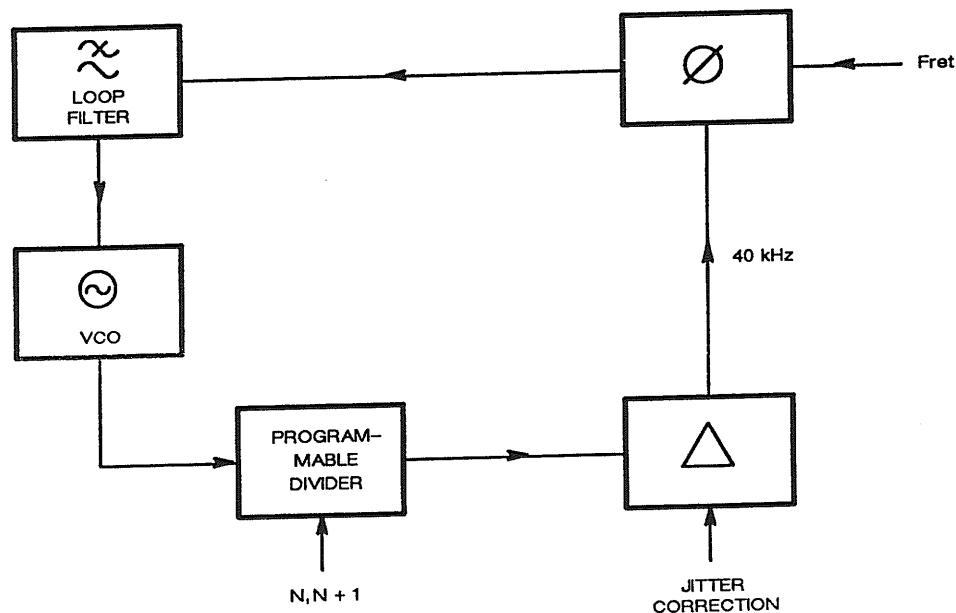 LOOP
FILTER
Ø
Fret
VCO
40 kHz
PROGRAM–
MABLE
DIVIDER
Δ
N, N + 1
JITTER
CORRECTION